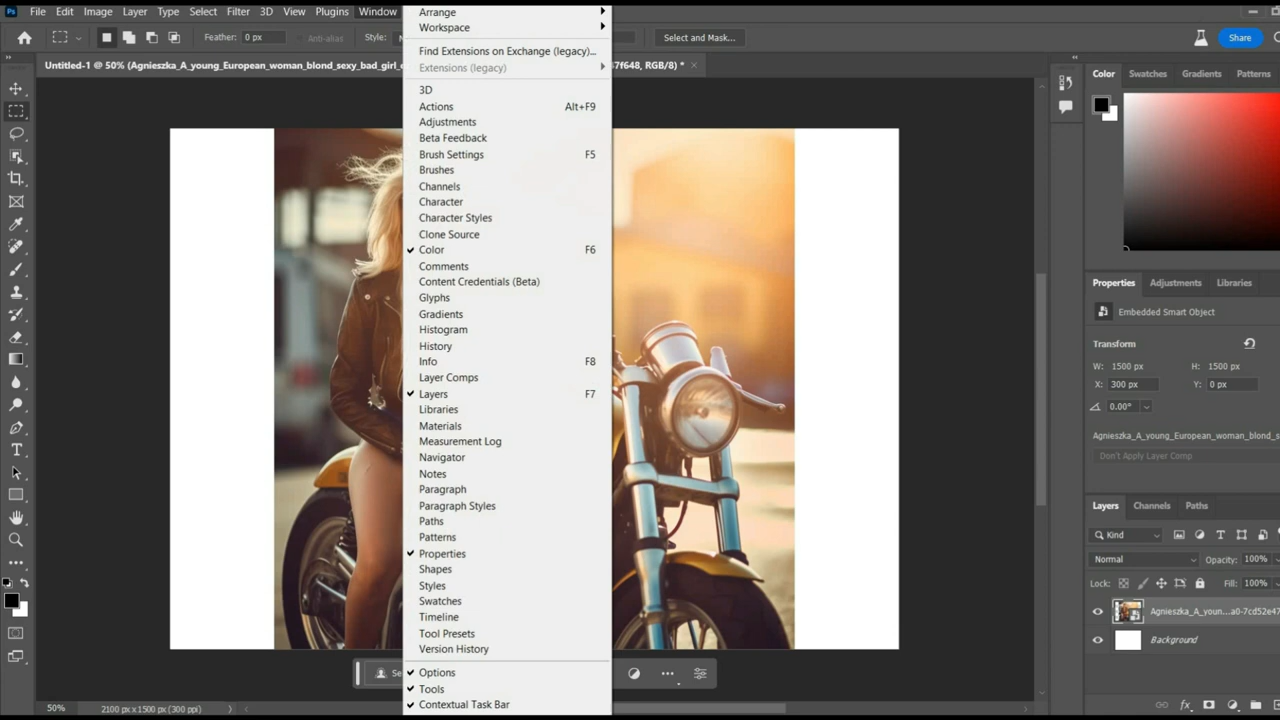 Ps File Edit Image Layer Type Select Filter 3D View Plugins Window
Feather: 0 px Anti-alias Style: Select and Mask... Share
Untitled-1 @ 50% (Agnieszka_A_young_European_woman_blond_sexy_bad_girl_ 7f648, RGB/8) *
Arrange
Workspace
Find Extensions on Exchange (legacy)...
Extensions (legacy)
3D
Actions Alt+F9
Adjustments
Beta Feedback
Brush Settings F5
Brushes
Channels
Character
Character Styles
Clone Source
Color F6
Comments
Content Credentials (Beta)
Glyphs
Gradients
Histogram
History
Info F8
Layer Comps
Layers F7
Libraries
Materials
Measurement Log
Navigator
Notes
Paragraph
Paragraph Styles
Paths
Patterns
Properties
Shapes
Styles
Swatches
Timeline
Tool Presets
Version History
Options
Tools
Contextual Task Bar
Se
50% 2100 px x 1500 px (300 ppi)
Color Swatches Gradients Patterns
Properties Adjustments Libraries
Embedded Smart Object
Transform
W: 1500 px H: 1500 px
X: 300 px Y: 0 px
0.00°
Agnieszka_A_young_European_woman_blond_s
Don't Apply Layer Comp
Layers Channels Paths
Kind
Normal Opacity: 100%
Lock: Fill: 100%
Agnieszka_A_youn...a0-7cd52e47
Background
fx